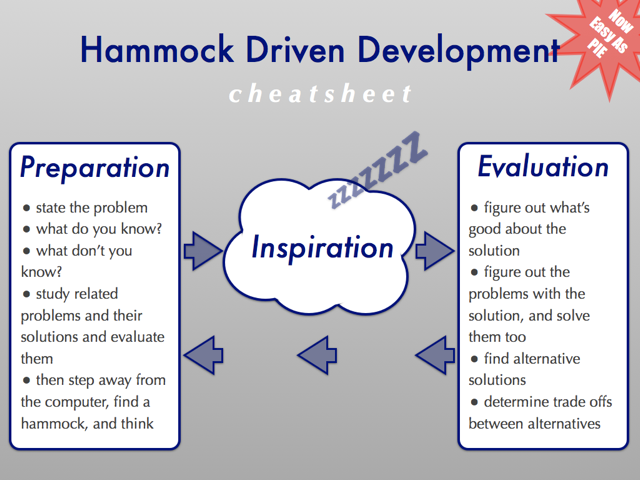 Hammock Driven Development
cheatsheet
Now
Easy As
PIE
Preparation
• state the problem
• what do you know?
• what don't you
know?
• study related
problems and their
solutions and evaluate
them
• then step away from
the computer, find a
hammock, and think
zzzzzzz
Inspiration
Evaluation
• figure out what's
good about the
solution
• figure out the
problems with the
solution, and solve
them too
• find alternative
solutions
• determine trade offs
between alternatives